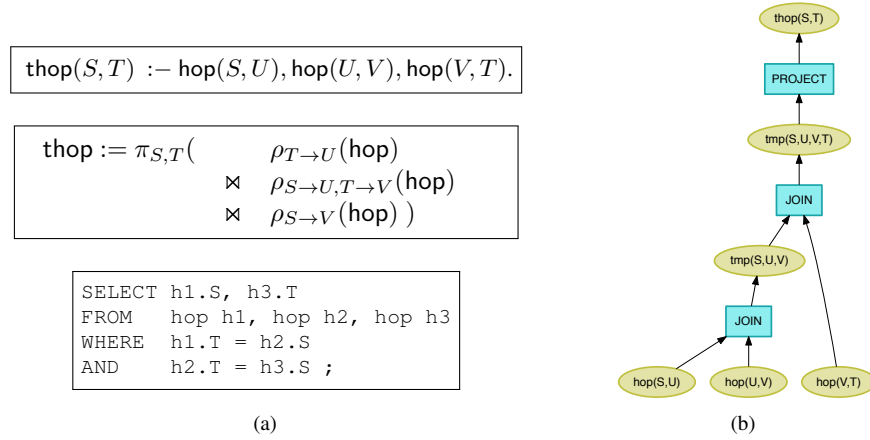 thop(S, T) :– hop(S, U), hop(U, V), hop(V, T).
thop := π_{S,T}( ρ_{T→U}(hop)
⋈ ρ_{S→U,T→V}(hop)
⋈ ρ_{S→V}(hop) )
SELECT h1.S, h3.T
FROM hop h1, hop h2, hop h3
WHERE h1.T = h2.S
AND h2.T = h3.S ;
(a)
thop(S,T)
PROJECT
tmp(S,U,V,T)
JOIN
tmp(S,U,V)
JOIN
hop(S,U) hop(U,V) hop(V,T)
(b)